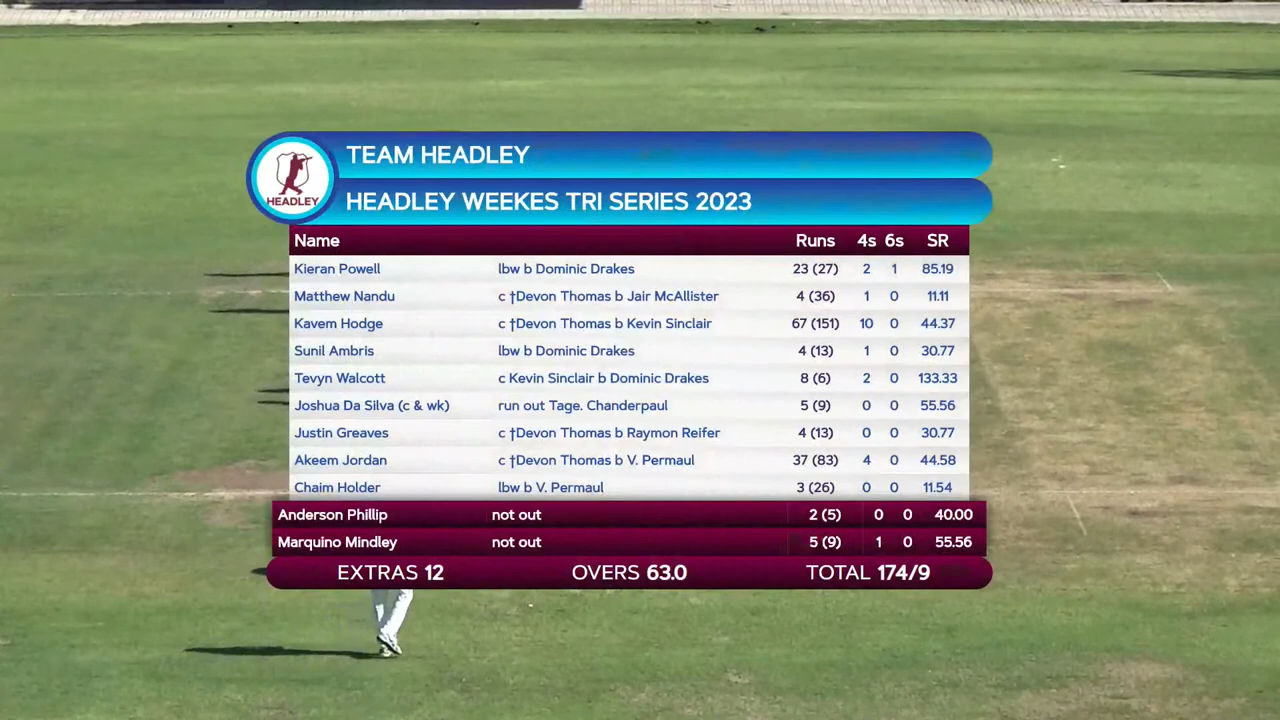 TEAM HEADLEY
HEADLEY
HEADLEY WEEKES TRI SERIES 2023
Name Runs 4s 6s SR
Kieran Powell lbw b Dominic Drakes 23 (27) 2 1 85.19
Matthew Nandu c †Devon Thomas b Jair McAllister 4 (36) 1 0 11.11
Kavem Hodge c †Devon Thomas b Kevin Sinclair 67 (151) 10 0 44.37
Sunil Ambris lbw b Dominic Drakes 4 (13) 1 0 30.77
Tevyn Walcott c Kevin Sinclair b Dominic Drakes 8 (6) 2 0 133.33
Joshua Da Silva (c & wk) run out Tage. Chanderpaul 5 (9) 0 0 55.56
Justin Greaves c †Devon Thomas b Raymon Reifer 4 (13) 0 0 30.77
Akeem Jordan c †Devon Thomas b V. Permaul 37 (83) 4 0 44.58
Chaim Holder lbw b V. Permaul 3 (26) 0 0 11.54
Anderson Phillip not out 2 (5) 0 0 40.00
Marquino Mindley not out 5 (9) 1 0 55.56
EXTRAS 12 OVERS 63.0 TOTAL 174/9